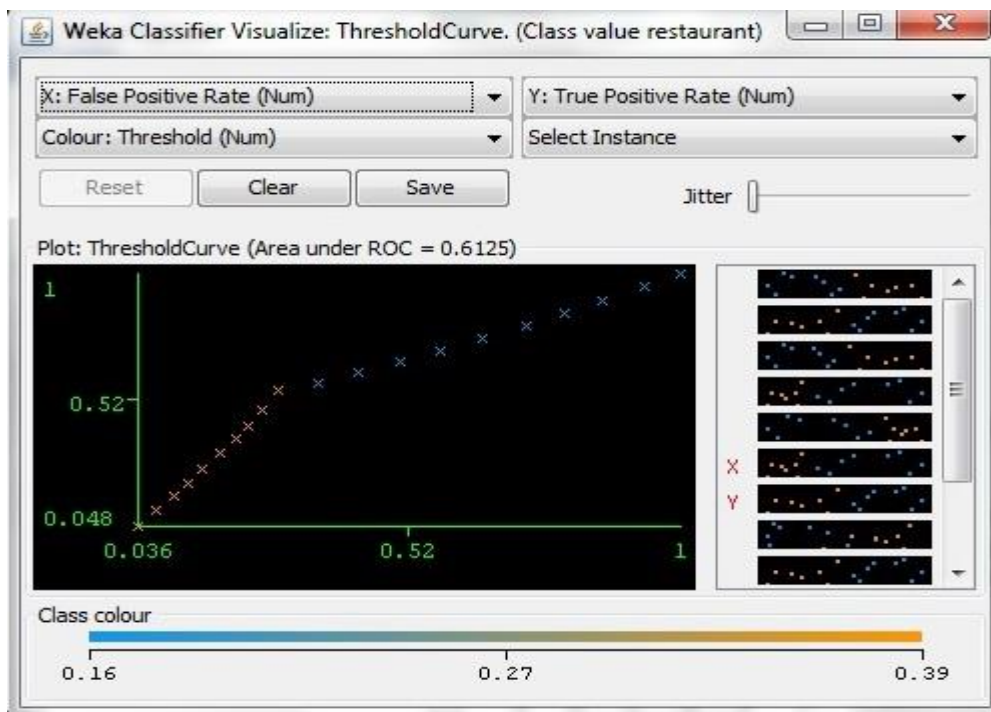 Weka Classifier Visualize: ThresholdCurve. (Class value restaurant)
X: False Positive Rate (Num)
Y: True Positive Rate (Num)
Colour: Threshold (Num)
Select Instance
Reset
Clear
Save
Jitter
Plot: ThresholdCurve (Area under ROC = 0.6125)
1
0.52
0.048
0.036
0.52
1
X
Y
Class colour
0.16
0.27
0.39